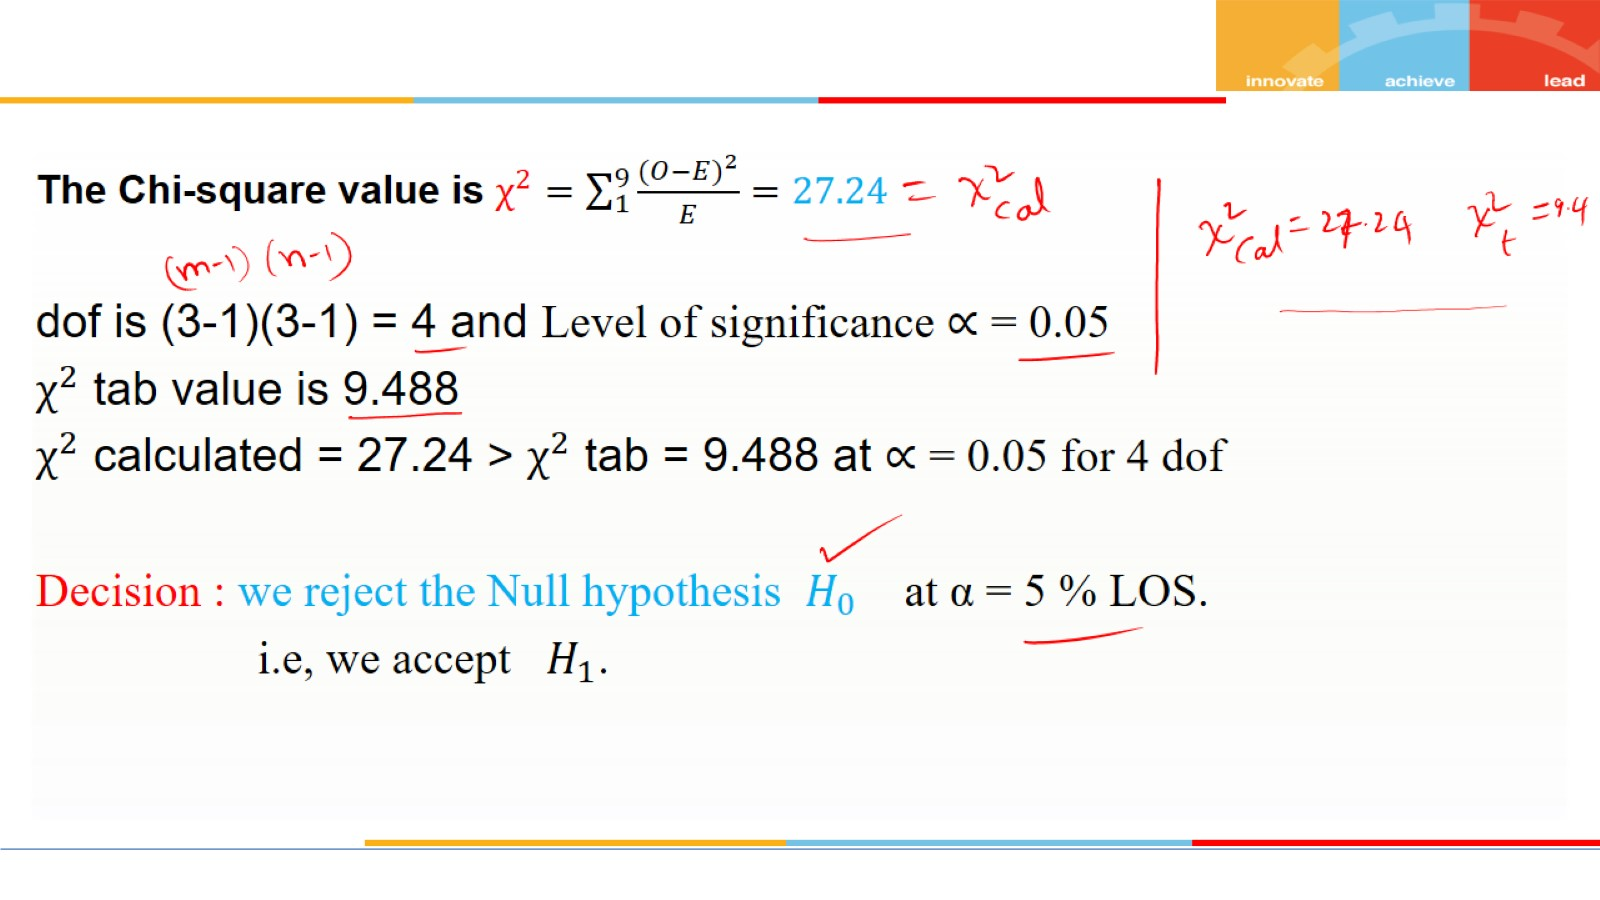 innovate achieve lead
The Chi-square value is χ² = ∑₁⁹ (O−E)²/E = 27.24 = χ²cal
χ²cal = 27.24 χ²t = 9.4
(m-1) (n-1)
dof is (3-1)(3-1) = 4 and Level of significance ∝ = 0.05
χ² tab value is 9.488
χ² calculated = 27.24 > χ² tab = 9.488 at ∝ = 0.05 for 4 dof
Decision : we reject the Null hypothesis H₀ at α = 5 % LOS.
i.e, we accept H₁.